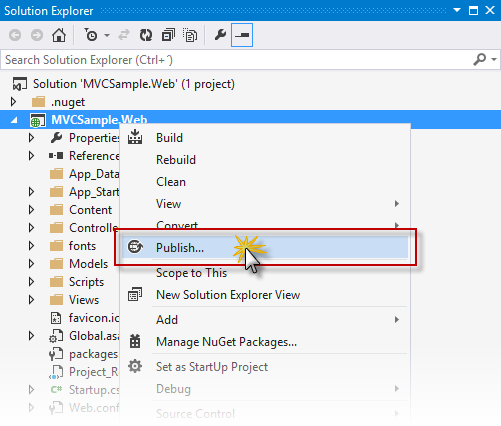 Solution Explorer
Search Solution Explorer (Ctrl+´)
Solution 'MVCSample.Web' (1 project)
.nuget
MVCSample.Web
Properties
Reference
App_Data
App_Start
Content
Controlle
fonts
Models
Scripts
Views
favicon.ic
Global.asa
packages
Project_R
Startup.cs
Web.conf
Build
Rebuild
Clean
View
Convert
Publish...
Scope to This
New Solution Explorer View
Add
Manage NuGet Packages...
Set as StartUp Project
Debug
Source Control